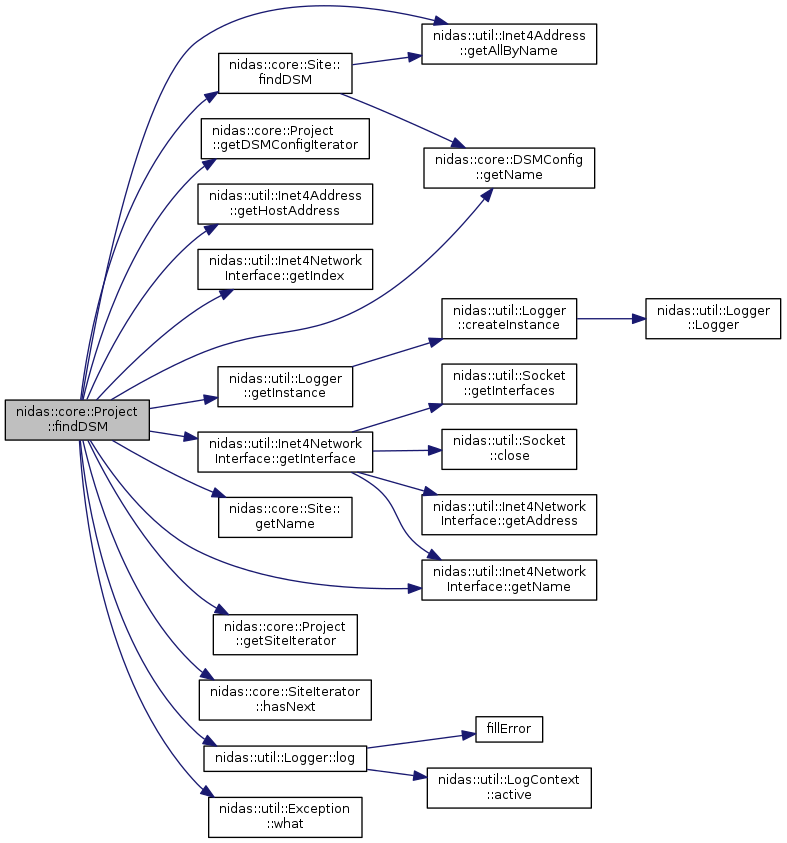 nidas::util::Inet4Address
::getAllByName
nidas::core::Site::
findDSM
nidas::core::Project
::getDSMConfigIterator
nidas::core::DSMConfig
::getName
nidas::util::Inet4Address
::getHostAddress
nidas::util::Inet4Network
Interface::getIndex
nidas::util::Logger
::createInstance
nidas::util::Logger
::Logger
nidas::util::Logger
::getInstance
nidas::util::Socket
::getInterfaces
nidas::core::Project
::findDSM
nidas::util::Inet4Network
Interface::getInterface
nidas::util::Socket
::close
nidas::core::Site::
getName
nidas::util::Inet4Network
Interface::getAddress
nidas::util::Inet4Network
Interface::getName
nidas::core::Project
::getSiteIterator
nidas::core::SiteIterator
::hasNext
fillError
nidas::util::Logger::log
nidas::util::LogContext
::active
nidas::util::Exception
::what